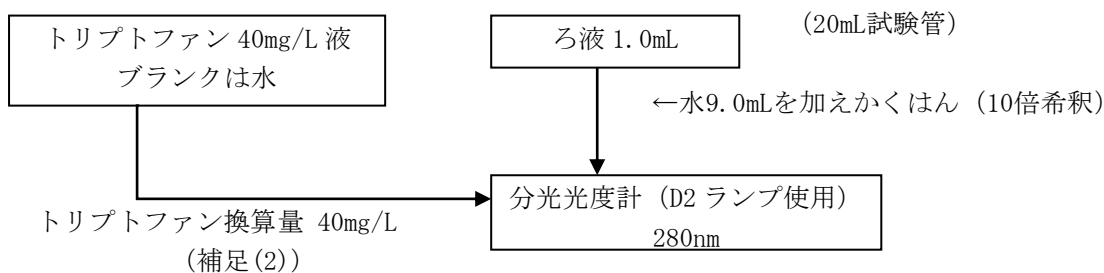 トリプトファン 40mg/L 液
ブランクは水
ろ液 1.0mL
(20mL試験管)
←水9.0mLを加えかくはん (10倍希釈)
分光光度計 (D2 ランプ使用)
280nm
トリプトファン換算量 40mg/L
(補足(2))